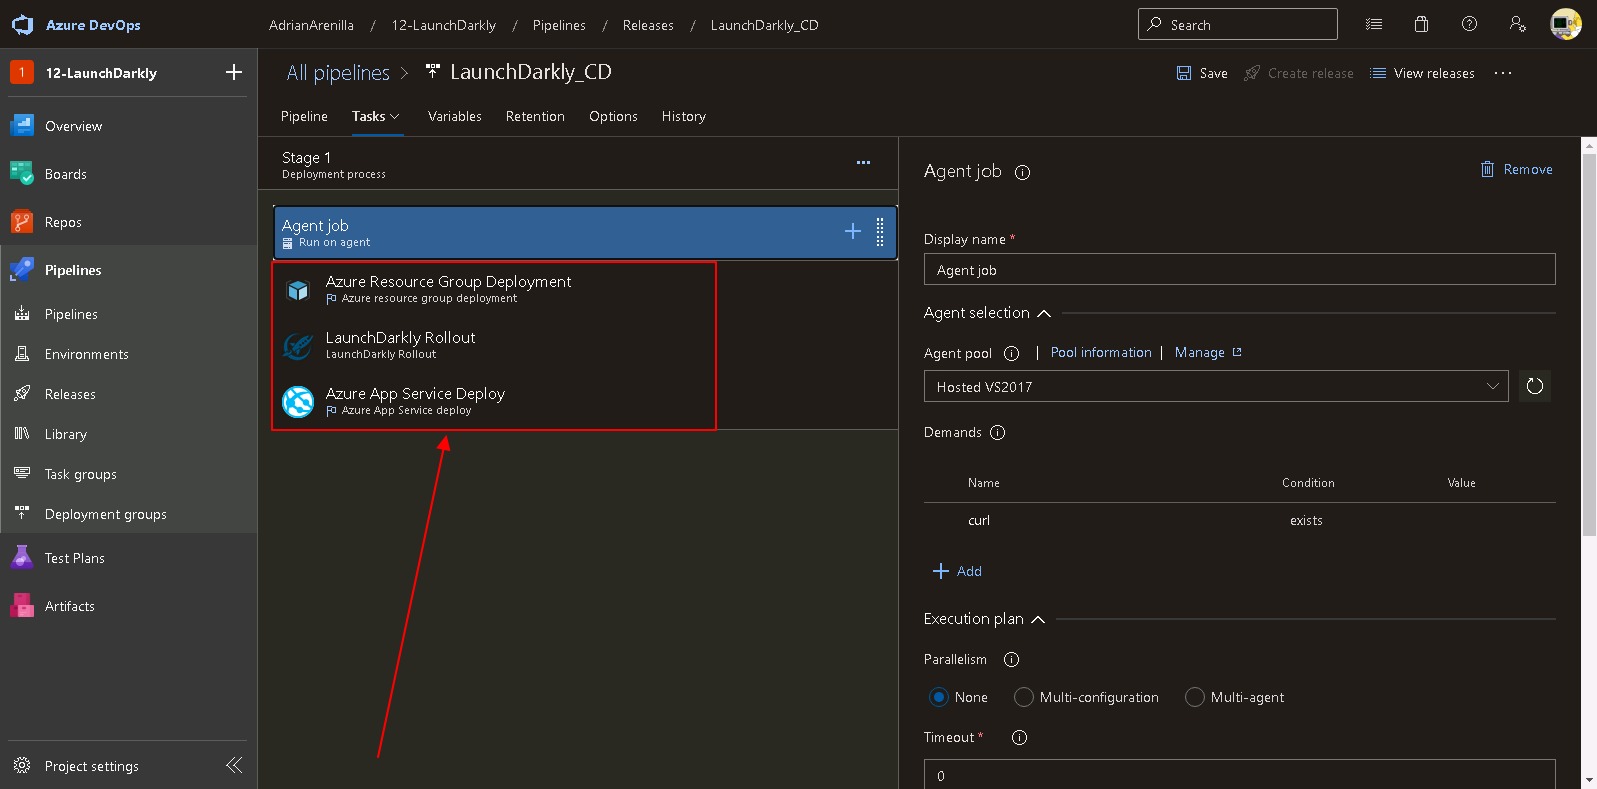 Azure DevOps
AdrianArenilla / 12-LaunchDarkly / Pipelines / Releases / LaunchDarkly_CD
Search
1 12-LaunchDarkly
All pipelines > LaunchDarkly_CD
Save Create release View releases
Pipeline Tasks Variables Retention Options History
Overview
Boards
Repos
Pipelines
Pipelines
Environments
Releases
Library
Task groups
Deployment groups
Test Plans
Artifacts
Project settings
Stage 1
Deployment process
Agent job
Run on agent
Azure Resource Group Deployment
Azure resource group deployment
LaunchDarkly Rollout
LaunchDarkly Rollout
Azure App Service Deploy
Azure App Service deploy
Agent job
Remove
Display name *
Agent job
Agent selection
Agent pool | Pool information | Manage
Hosted VS2017
Demands
Name Condition Value
curl exists
Add
Execution plan
Parallelism
None Multi-configuration Multi-agent
Timeout *
0